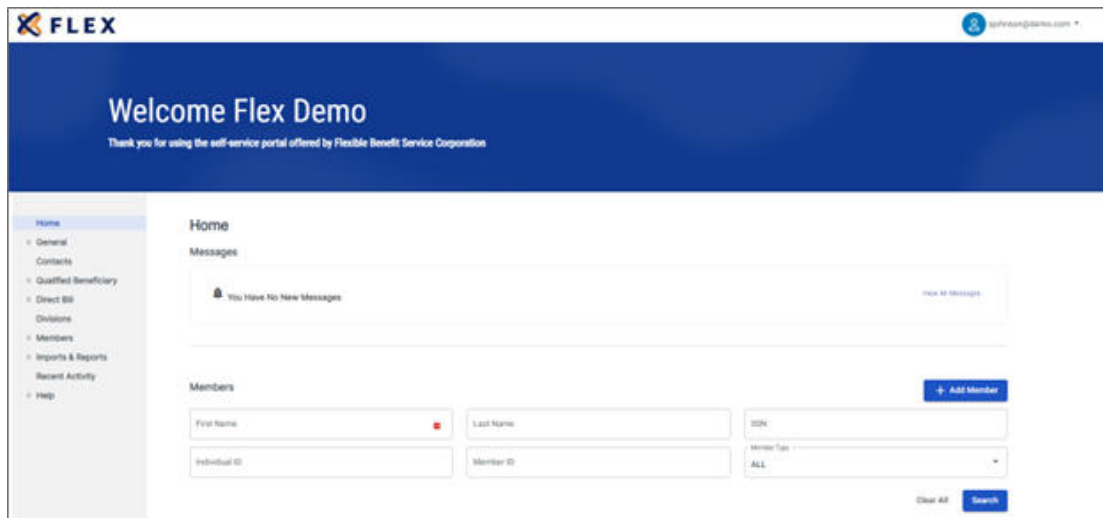 FLEX
Welcome Flex Demo
Thank you for using the self-service portal offered by Flexible Benefit Service Corporation
Home
General
Contacts
Qualified Beneficiary
Direct Bill
Divisions
Members
Imports & Reports
Recent Activity
Help
Home
Messages
You Have No New Messages
View All Messages
Members
+ Add Member
First Name
Last Name
SSN
Individual ID
Member ID
Member Type
ALL
Clear All
Search